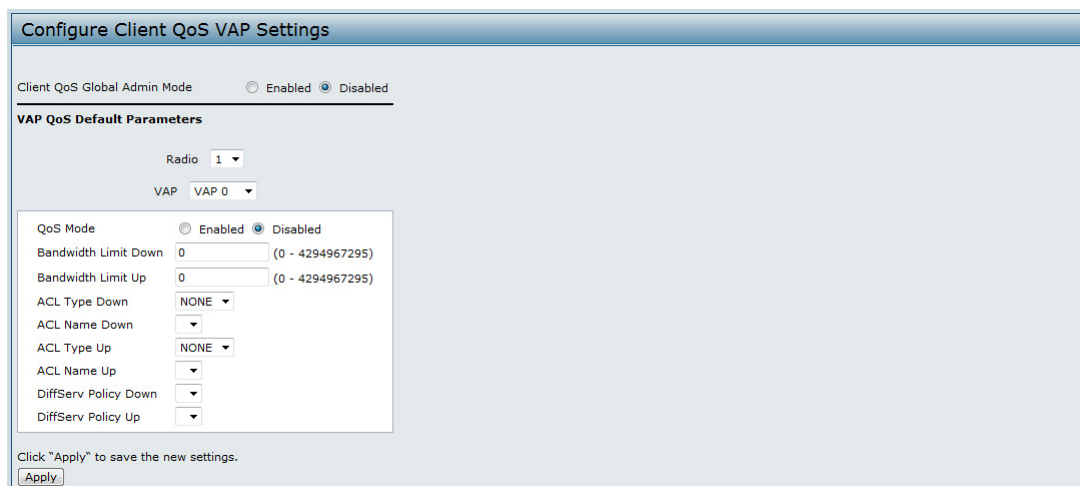 Configure Client QoS VAP Settings
Client QoS Global Admin Mode Enabled Disabled
VAP QoS Default Parameters
Radio 1
VAP VAP 0
QoS Mode Enabled Disabled
Bandwidth Limit Down 0 (0 - 4294967295)
Bandwidth Limit Up 0 (0 - 4294967295)
ACL Type Down NONE
ACL Name Down
ACL Type Up NONE
ACL Name Up
DiffServ Policy Down
DiffServ Policy Up
Click "Apply" to save the new settings.
Apply